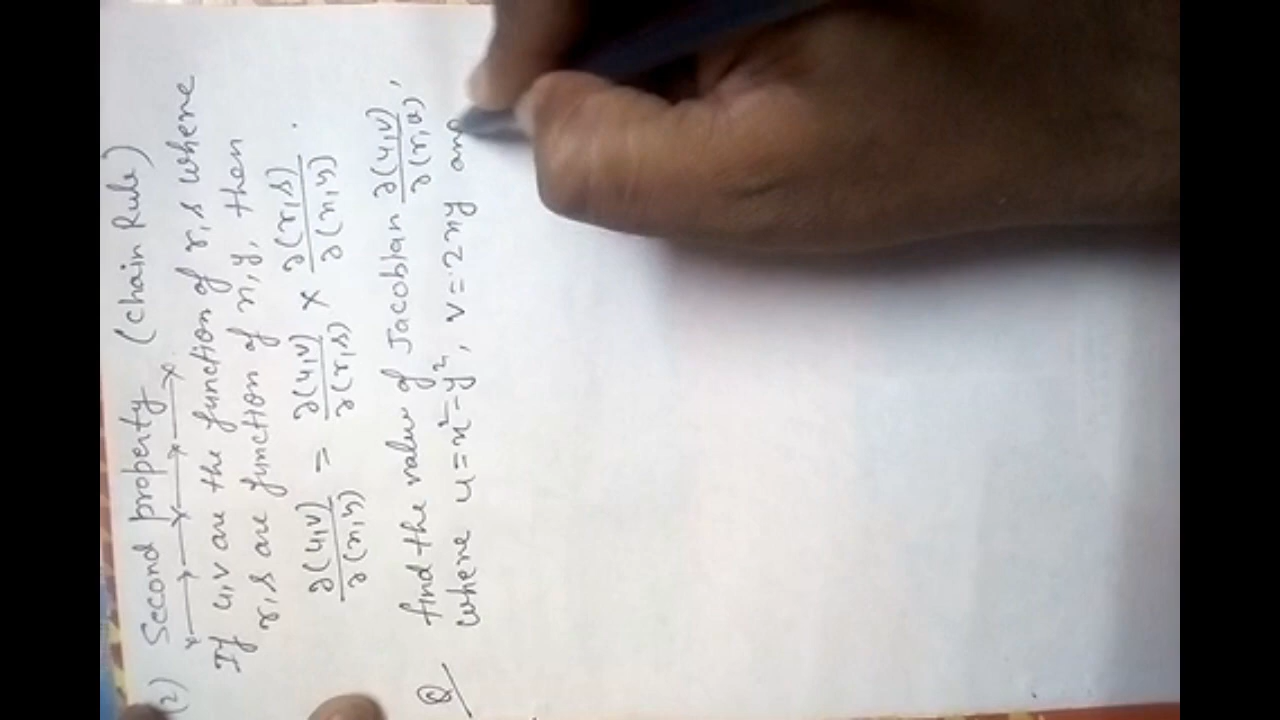 (2) Second property (Chain Rule)
If u,v are the function of r,s where
r,s are function of x,y, then
∂(u,v)/∂(x,y) = ∂(u,v)/∂(r,s) × ∂(r,s)/∂(x,y).
Q find the value of Jacobian ∂(u,v)/∂(r,θ),
where u=x²-y², v=2xy and